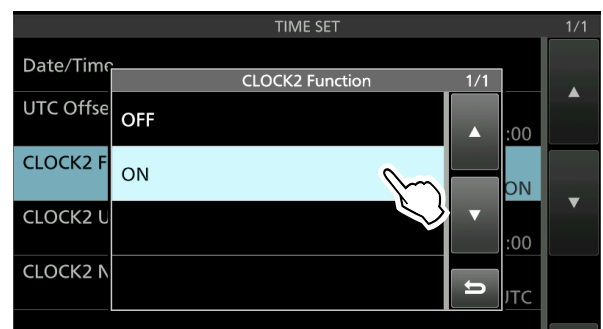 TIME SET 1/1
Date/Time
CLOCK2 Function 1/1
UTC Offse
OFF
:00
CLOCK2 F
ON
ON
CLOCK2 U
:00
CLOCK2 N
UTC